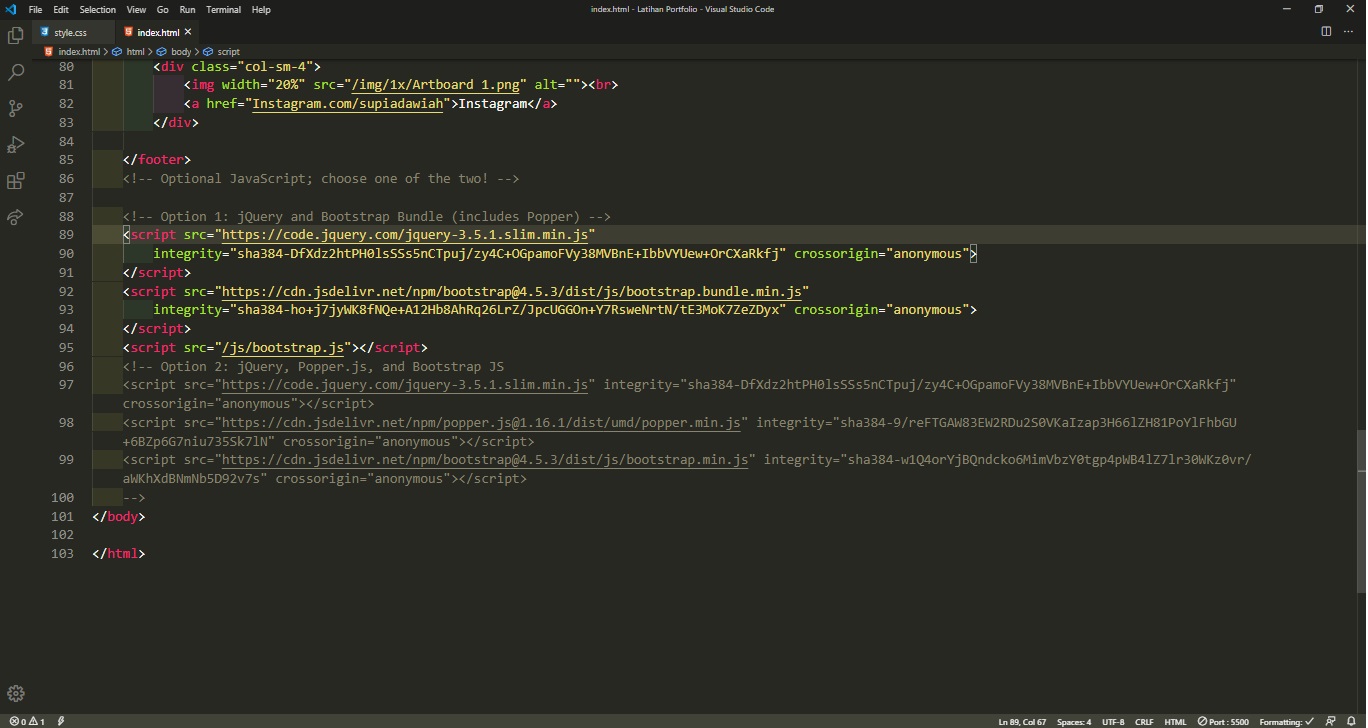 File Edit Selection View Go Run Terminal Help
index.html - Latihan Portfolio - Visual Studio Code
style.css
index.html
index.html > html > body > script
80 <div class="col-sm-4">
81 <img width="20%" src="/img/1x/Artboard 1.png" alt=""><br>
82 <a href="Instagram.com/supiadawiah">Instagram</a>
83 </div>
84
85 </footer>
86 <!-- Optional JavaScript; choose one of the two! -->
87
88 <!-- Option 1: jQuery and Bootstrap Bundle (includes Popper) -->
89 <script src="https://code.jquery.com/jquery-3.5.1.slim.min.js"
90 integrity="sha384-DfXdz2htPH0lsSSs5nCTpuj/zy4C+OGpamoFVy38MVBnE+IbbVYUew+OrCXaRkfj" crossorigin="anonymous">
91 </script>
92 <script src="https://cdn.jsdelivr.net/npm/bootstrap@4.5.3/dist/js/bootstrap.bundle.min.js"
93 integrity="sha384-ho+j7jyWK8fNQe+A12Hb8AhRq26LrZ/JpcUGGOn+Y7RsweNrtN/tE3MoK7ZeZDyx" crossorigin="anonymous">
94 </script>
95 <script src="/js/bootstrap.js"></script>
96 <!-- Option 2: jQuery, Popper.js, and Bootstrap JS
97 <script src="https://code.jquery.com/jquery-3.5.1.slim.min.js" integrity="sha384-DfXdz2htPH0lsSSs5nCTpuj/zy4C+OGpamoFVy38MVBnE+IbbVYUew+OrCXaRkfj"
crossorigin="anonymous"></script>
98 <script src="https://cdn.jsdelivr.net/npm/popper.js@1.16.1/dist/umd/popper.min.js" integrity="sha384-9/reFTGAW83EW2RDu2S0VKaIzap3H66lZH81PoYlFhbGU
+6BZp6G7niu735Sk7lN" crossorigin="anonymous"></script>
99 <script src="https://cdn.jsdelivr.net/npm/bootstrap@4.5.3/dist/js/bootstrap.min.js" integrity="sha384-w1Q4orYjBQndcko6MimVbzY0tgp4pWB4lZ7lr30WKz0vr/
aWKhXdBNmNb5D92v7s" crossorigin="anonymous"></script>
100 -->
101 </body>
102
103 </html>
0 1 Ln 89, Col 67 Spaces: 4 UTF-8 CRLF HTML Port : 5500 Formatting: